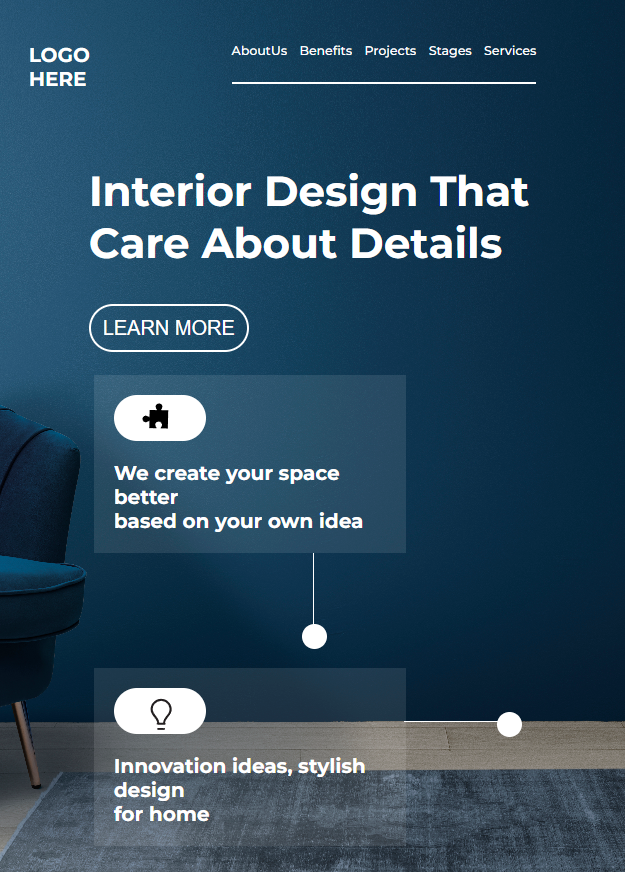 LOGO
HERE
AboutUs Benefits Projects Stages Services
Interior Design That
Care About Details
LEARN MORE
We create your space
better
based on your own idea
Innovation ideas, stylish
design
for home